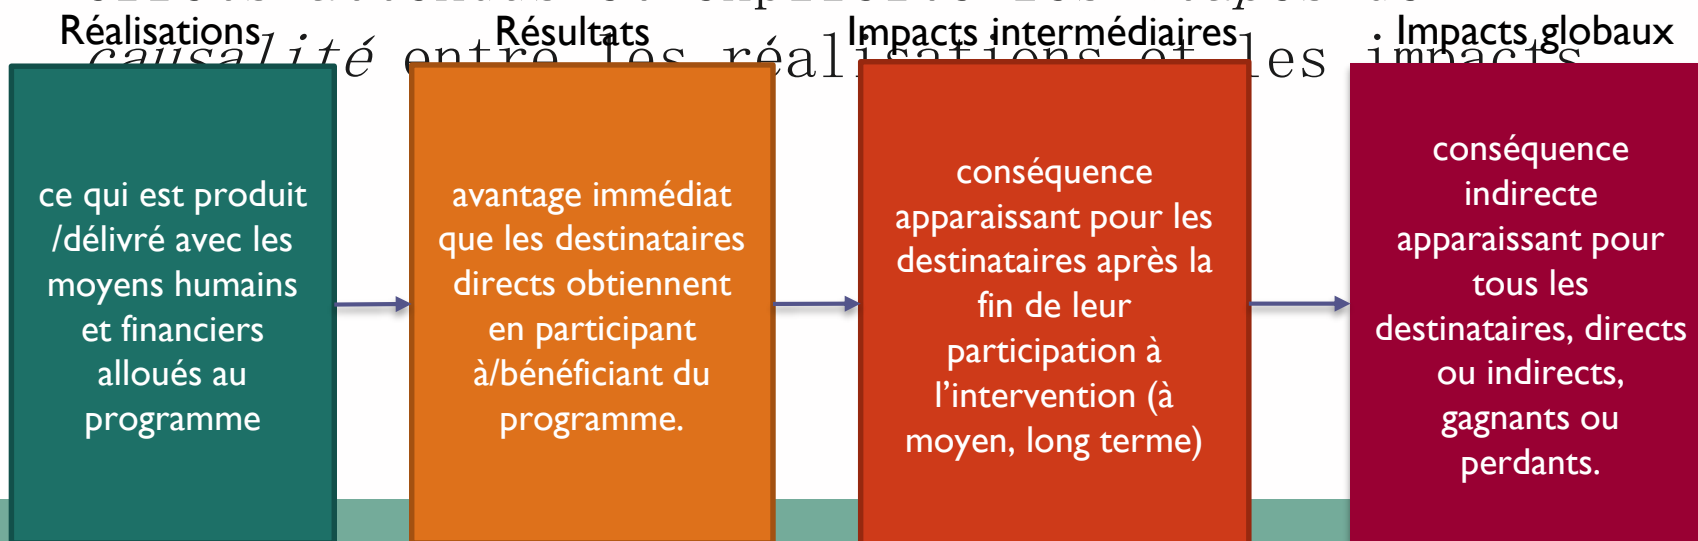 causalité entre les réalisations et les impacts
Réalisations
Résultats
Impacts intermédiaires
Impacts globaux
ce qui est produit
/délivré avec les
moyens humains
et financiers
alloués au
programme
avantage immédiat
que les destinataires
directs obtiennent
en participant
à/bénéficiant du
programme.
conséquence
apparaissant pour les
destinataires après la
fin de leur
participation à
l’intervention (à
moyen, long terme)
conséquence
indirecte
apparaissant pour
tous les
destinataires, directs
ou indirects,
gagnants ou
perdants.